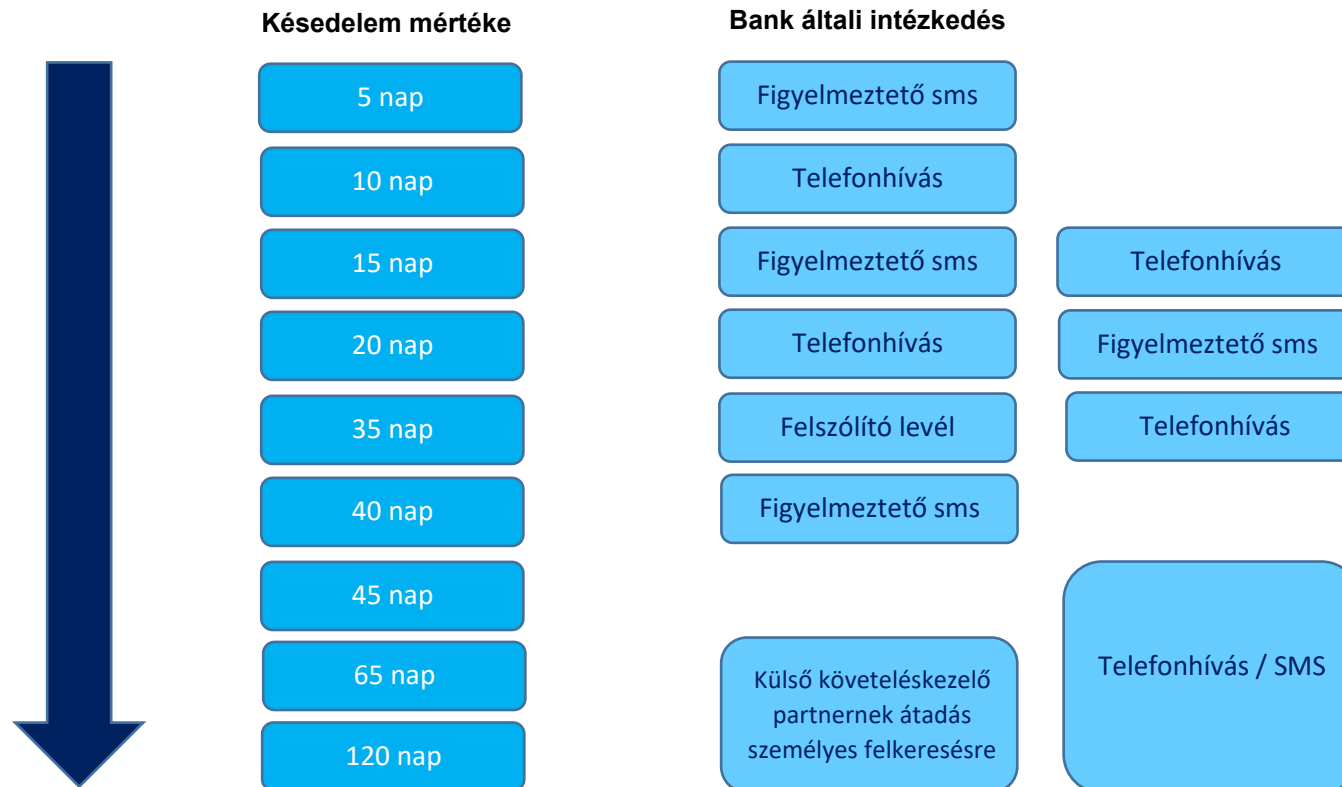 Késedelem mértéke Bank általi intézkedés
5 nap Figyelmeztető sms
10 nap Telefonhívás
15 nap Figyelmeztető sms Telefonhívás
20 nap Telefonhívás Figyelmeztető sms
35 nap Felszólító levél Telefonhívás
40 nap Figyelmeztető sms
45 nap
65 nap
120 nap
Külső követeléskezelő
partnernek átadás
személyes felkeresésre
Telefonhívás / SMS